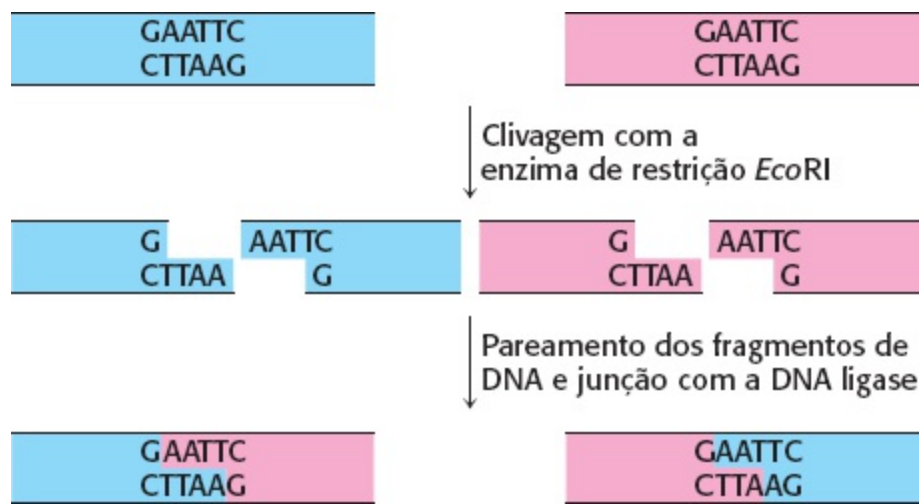 GAATTC
CTTAAG
GAATTC
CTTAAG
Clivagem com a
enzima de restrição EcoRI
G AATTC
CTTAA G
G AATTC
CTTAA G
Pareamento dos fragmentos de
DNA e junção com a DNA ligase
GAATTC
CTTAAG
GAATTC
CTTAAG